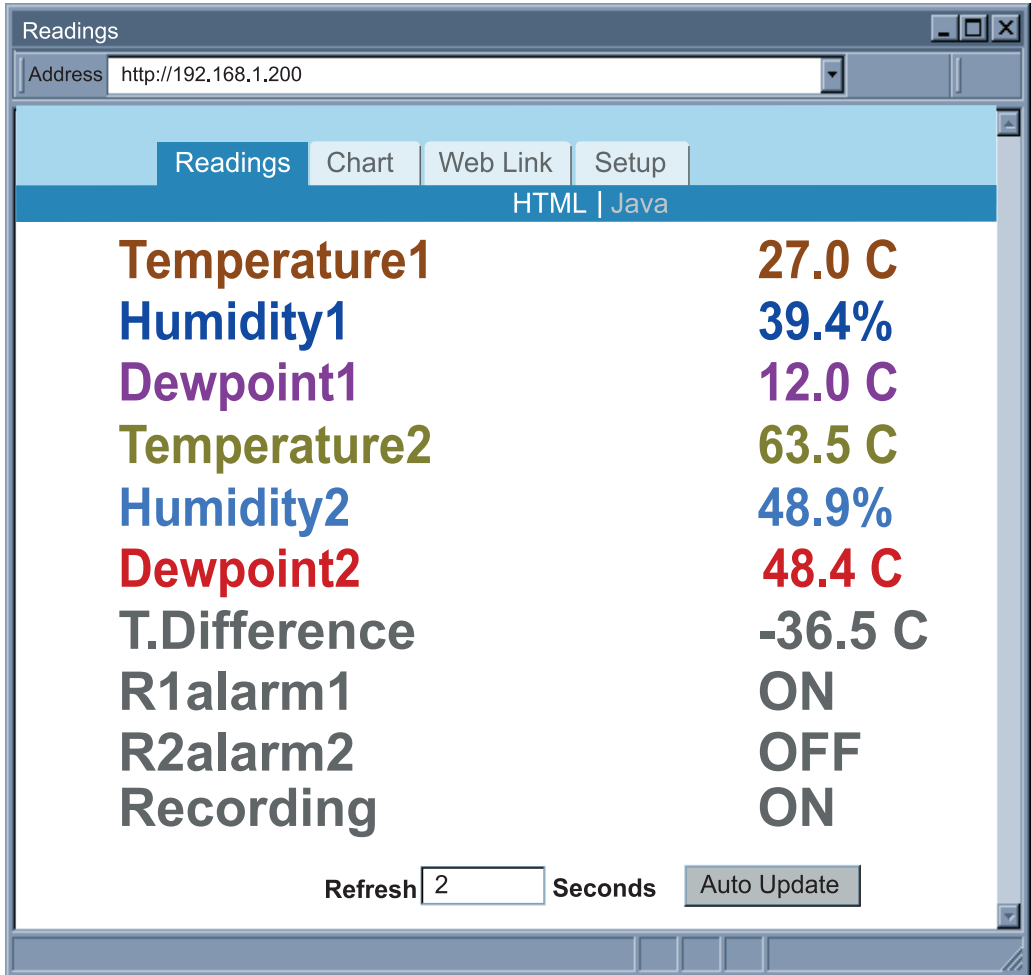 Readings
Address http://192.168.1.200
Readings Chart Web Link Setup
HTML | Java
Temperature1 27.0 C
Humidity1 39.4%
Dewpoint1 12.0 C
Temperature2 63.5 C
Humidity2 48.9%
Dewpoint2 48.4 C
T.Difference -36.5 C
R1alarm1 ON
R2alarm2 OFF
Recording ON
Refresh 2 Seconds Auto Update